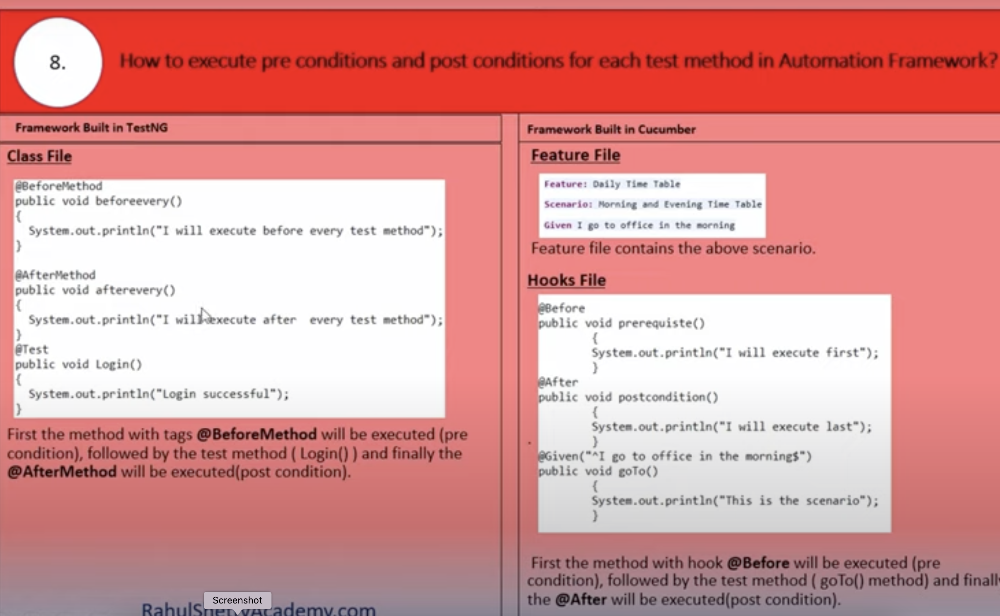 8.
How to execute pre conditions and post conditions for each test method in Automation Framework?
Framework Built in TestNG
Class File
@BeforeMethod
public void beforeevery()
{
System.out.println("I will execute before every test method");
}
@AfterMethod
public void afterevery()
{
System.out.println("I will execute after  every test method");
}
@Test
public void Login()
{
System.out.println("Login successful");
}
First the method with tags @BeforeMethod will be executed (pre
condition), followed by the test method ( Login() ) and finally the
@AfterMethod will be executed(post condition).
Framework Built in Cucumber
Feature File
Feature: Daily Time Table
Scenario: Morning and Evening Time Table
Given I go to office in the morning
Feature file contains the above scenario.
Hooks File
@Before
public void prerequiste()
{
System.out.println("I will execute first");
}
@After
public void postcondition()
{
System.out.println("I will execute last");
}
@Given("^I go to office in the morning$")
public void goTo()
{
System.out.println("This is the scenario");
}
First the method with hook @Before will be executed (pre
condition), followed by the test method ( goTo() method) and finally
the @After will be executed(post condition).
Screenshot
RahulShettyAcademy.com